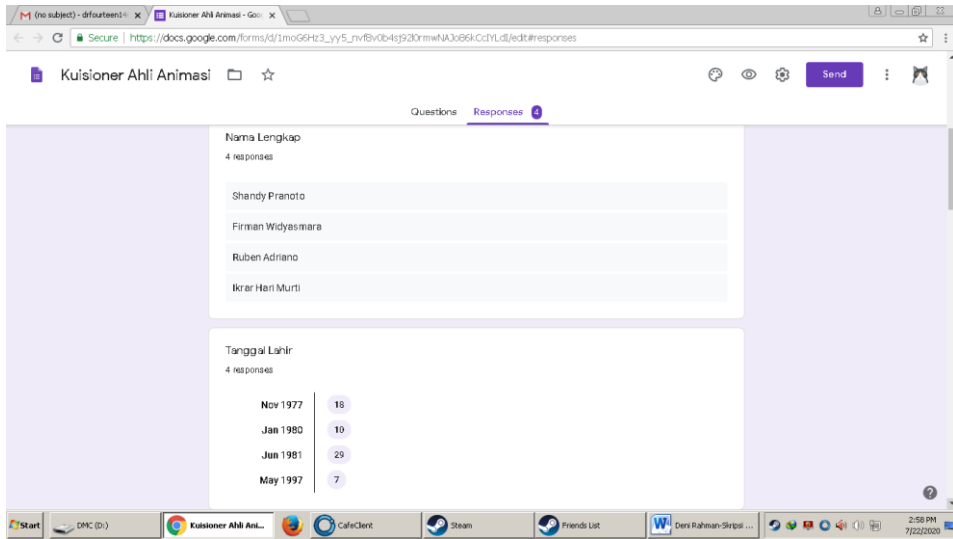 (no subject) - drfourteen14
Kuisioner Ahli Animasi - Goo
Secure | https://docs.google.com/forms/d/
edit#responses
Kuisioner Ahli Animasi
Send
Questions Responses 4
Nama Lengkap
4 responses
Shandy Pranoto
Firman Widyasmara
Ruben Adriano
Ikrar Hari Murti
Tanggal Lahir
4 responses
Nov 1977 18
Jan 1980 10
Jun 1981 29
May 1997 7
Start DMC (D:) Kuisioner Ahli Ani... CafeClient Steam Friends List Deni Rahman-Skripsi ... 2:58 PM
7/22/2020